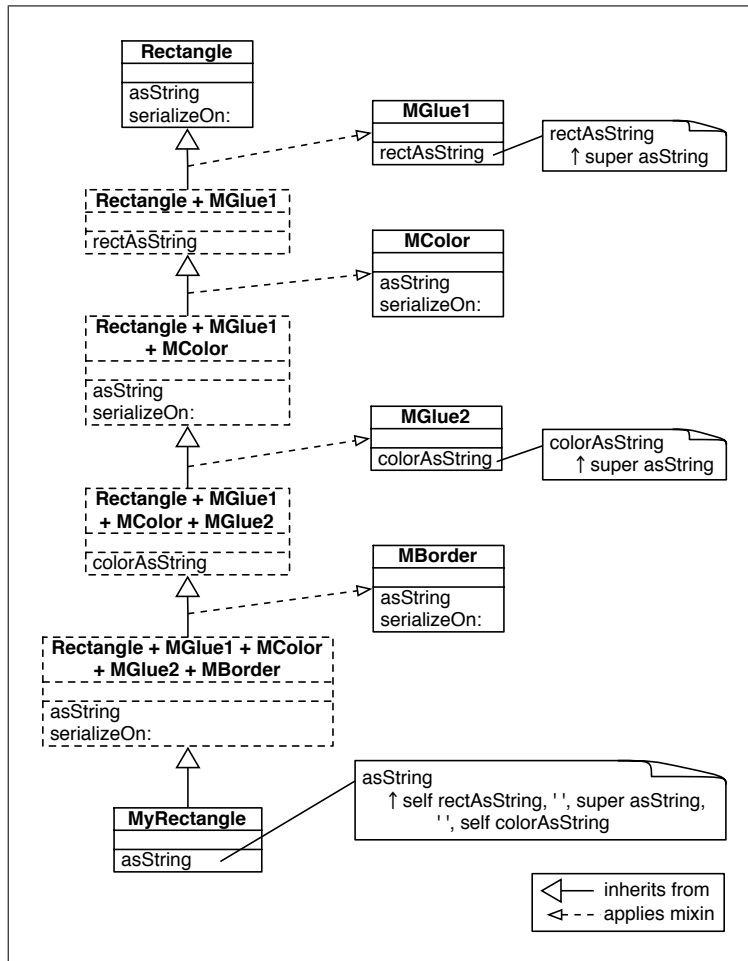 Rectangle
asString
serializeOn:
MGlue1
rectAsString
rectAsString
↑ super asString
Rectangle + MGlue1
rectAsString
MColor
asString
serializeOn:
Rectangle + MGlue1
+ MColor
asString
serializeOn:
MGlue2
colorAsString
colorAsString
↑ super asString
Rectangle + MGlue1
+ MColor + MGlue2
colorAsString
MBorder
asString
serializeOn:
Rectangle + MGlue1 + MColor
+ MGlue2 + MBorder
asString
serializeOn:
asString
↑ self rectAsString, ' ', super asString,
' ', self colorAsString
MyRectangle
asString
inherits from
applies mixin